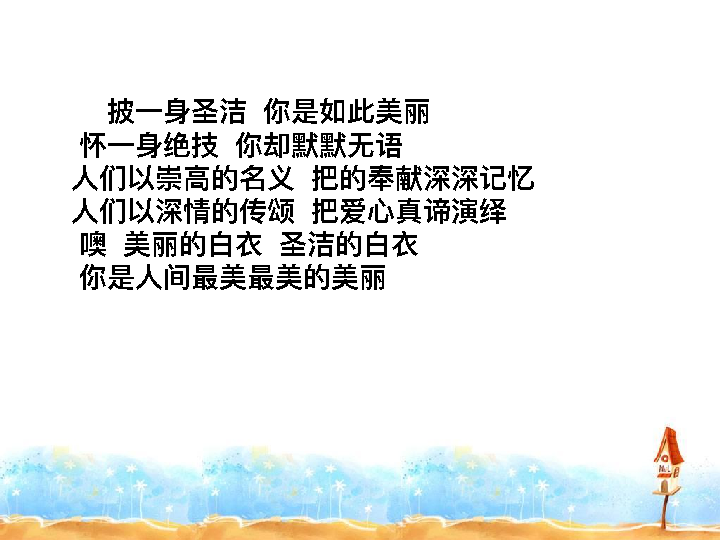 披一身圣洁 你是如此美丽
怀一身绝技 你却默默无语
人们以崇高的名义 把的奉献深深记忆
人们以深情的传颂 把爱心真谛演绎
噢 美丽的白衣 圣洁的白衣
你是人间最美最美的美丽